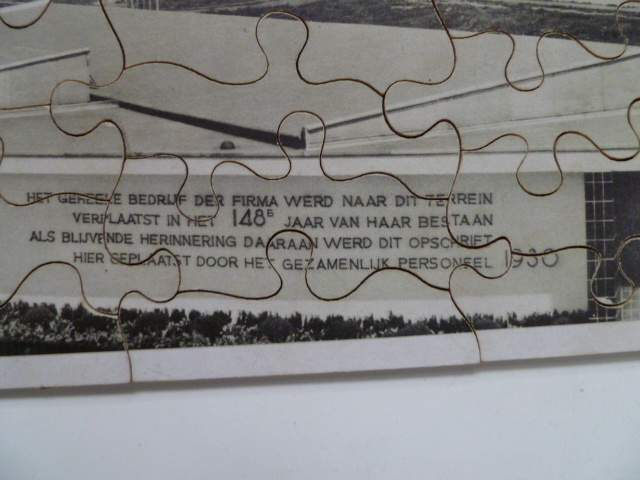 HET GEHEELE BEDRIJF DER FIRMA WERD NAAR DIT TERREIN
VERPLAATST IN HET 148E JAAR VAN HAAR BESTAAN
ALS BLIJVENDE HERINNERING DAARAAN WERD DIT OPSCHRIFT
HIER GEPLAATST DOOR HET GEZAMENLIJK PERSONEEL 1930